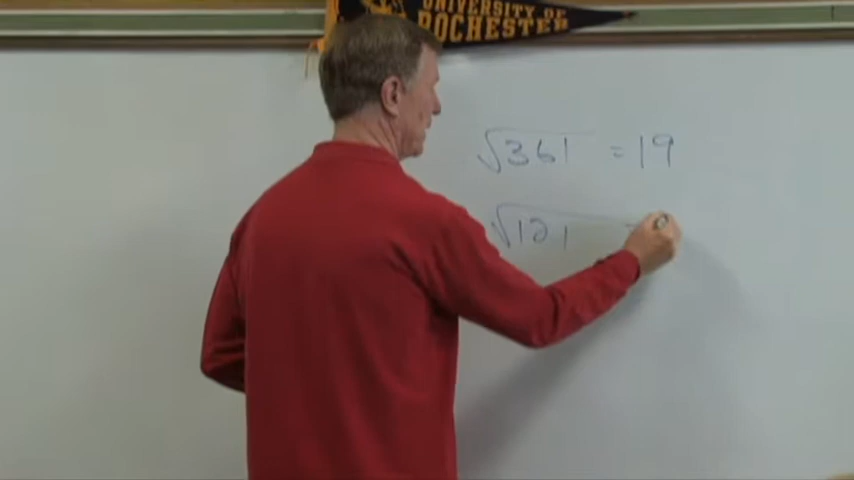 UNIVERSITY OF
ROCHESTER
√361 = 19
√121